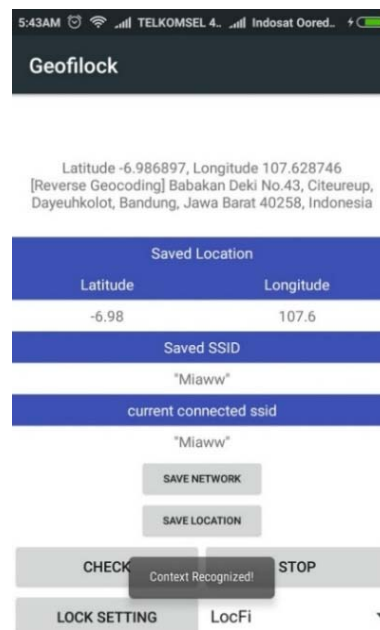 5:43AM TELKOMSEL 4.. Indosat Oored..
Geofilock
Latitude -6.986897, Longitude 107.628746
[Reverse Geocoding] Babakan Deki No.43, Citeureup,
Dayeuhkolot, Bandung, Jawa Barat 40258, Indonesia
Saved Location
Latitude Longitude
-6.98 107.6
Saved SSID
"Miaww"
current connected ssid
"Miaww"
SAVE NETWORK
SAVE LOCATION
CHECK STOP
Context Recognized!
LOCK SETTING LocFi